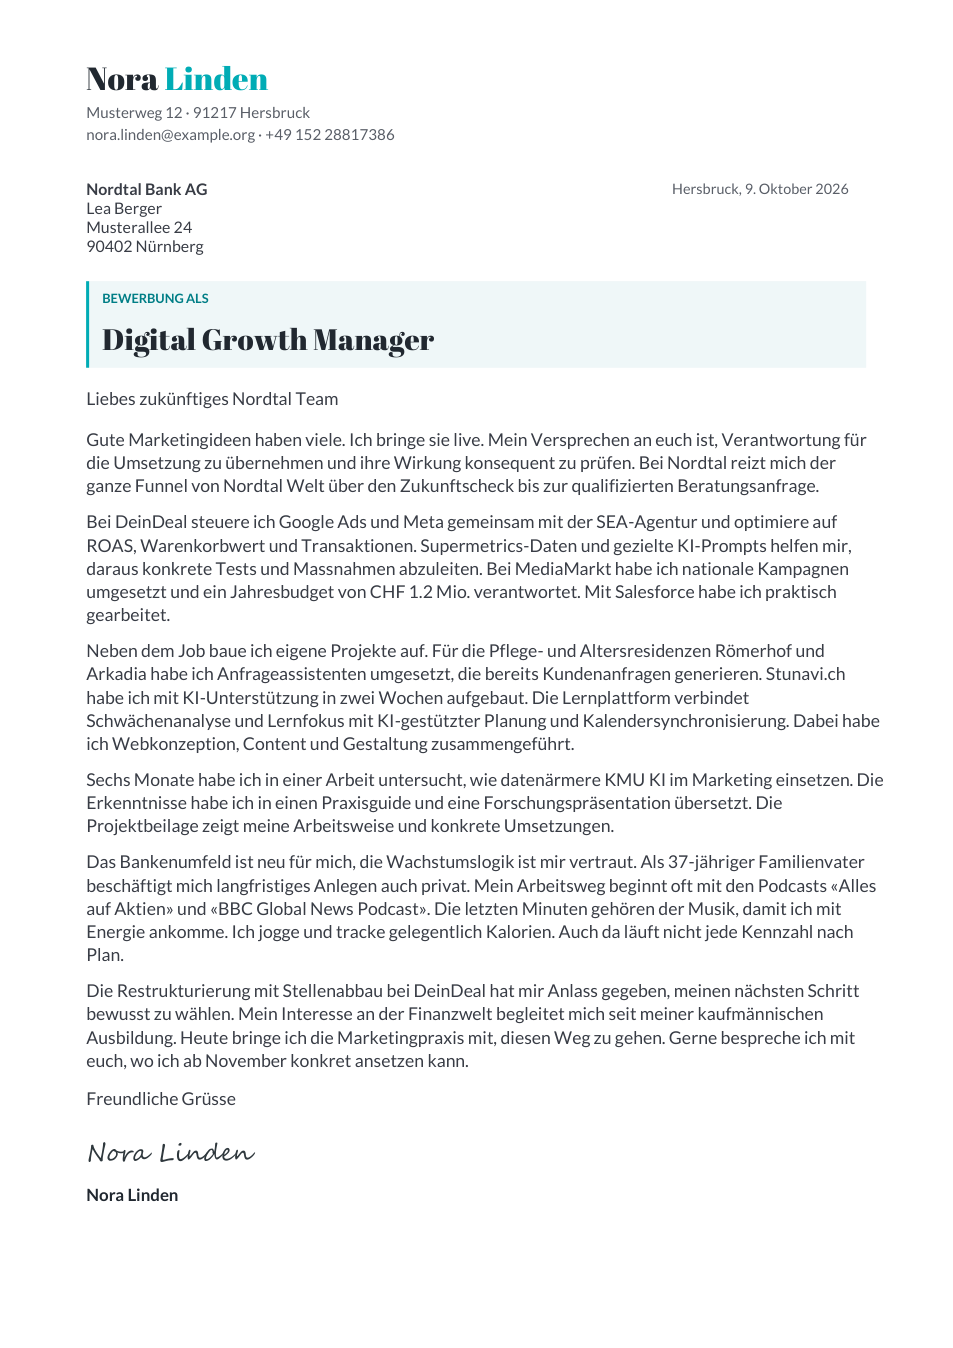 Nora Linden
Musterweg 12 · 91217 Hersbruck
nora.linden@example.org · +49 152 28817386
Nordtal Bank AG
Hersbruck, 9. Oktober 2026
Lea Berger
Musterallee 24
90402 Nürnberg
BEWERBUNG ALS
Digital Growth Manager
Liebes zukünftiges Nordtal Team
Gute Marketingideen haben viele. Ich bringe sie live. Mein Versprechen an euch ist, Verantwortung für
die Umsetzung zu übernehmen und ihre Wirkung konsequent zu prüfen. Bei Nordtal reizt mich der
ganze Funnel von Nordtal Welt über den Zukunftscheck bis zur qualifizierten Beratungsanfrage.
Bei DeinDeal steuere ich Google Ads und Meta gemeinsam mit der SEA-Agentur und optimiere auf
ROAS, Warenkorbwert und Transaktionen. Supermetrics-Daten und gezielte KI-Prompts helfen mir,
daraus konkrete Tests und Massnahmen abzuleiten. Bei MediaMarkt habe ich nationale Kampagnen
umgesetzt und ein Jahresbudget von CHF 1.2 Mio. verantwortet. Mit Salesforce habe ich praktisch
gearbeitet.
Neben dem Job baue ich eigene Projekte auf. Für die Pflege- und Altersresidenzen Römerhof und
Arkadia habe ich Anfrageassistenten umgesetzt, die bereits Kundenanfragen generieren. Stunavi.ch
habe ich mit KI-Unterstützung in zwei Wochen aufgebaut. Die Lernplattform verbindet
Schwächenanalyse und Lernfokus mit KI-gestützter Planung und Kalendersynchronisierung. Dabei habe
ich Webkonzeption, Content und Gestaltung zusammengeführt.
Sechs Monate habe ich in einer Arbeit untersucht, wie datenärmere KMU KI im Marketing einsetzen. Die
Erkenntnisse habe ich in einen Praxisguide und eine Forschungspräsentation übersetzt. Die
Projektbeilage zeigt meine Arbeitsweise und konkrete Umsetzungen.
Das Bankenumfeld ist neu für mich, die Wachstumslogik ist mir vertraut. Als 37-jähriger Familienvater
beschäftigt mich langfristiges Anlegen auch privat. Mein Arbeitsweg beginnt oft mit den Podcasts «Alles
auf Aktien» und «BBC Global News Podcast». Die letzten Minuten gehören der Musik, damit ich mit
Energie ankomme. Ich jogge und tracke gelegentlich Kalorien. Auch da läuft nicht jede Kennzahl nach
Plan.
Die Restrukturierung mit Stellenabbau bei DeinDeal hat mir Anlass gegeben, meinen nächsten Schritt
bewusst zu wählen. Mein Interesse an der Finanzwelt begleitet mich seit meiner kaufmännischen
Ausbildung. Heute bringe ich die Marketingpraxis mit, diesen Weg zu gehen. Gerne bespreche ich mit
euch, wo ich ab November konkret ansetzen kann.
Freundliche Grüsse
Nora Linden
Nora Linden